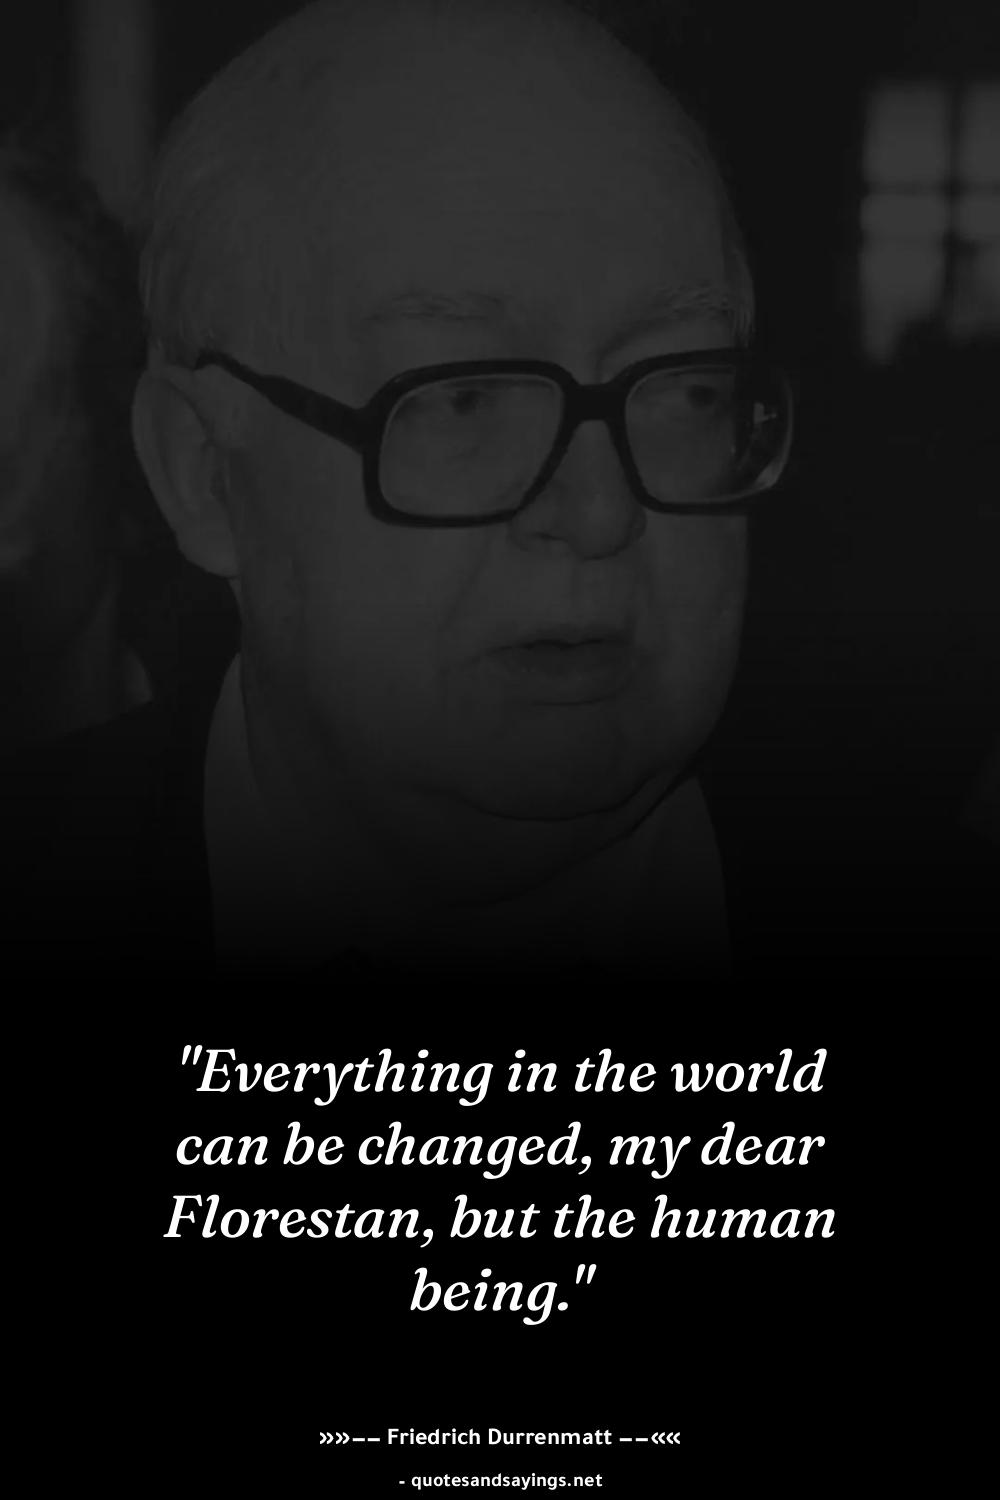 "Everything in the world
can be changed, my dear
Florestan, but the human
being."
»»−− Friedrich Durrenmatt −−««
- quotesandsayings.net